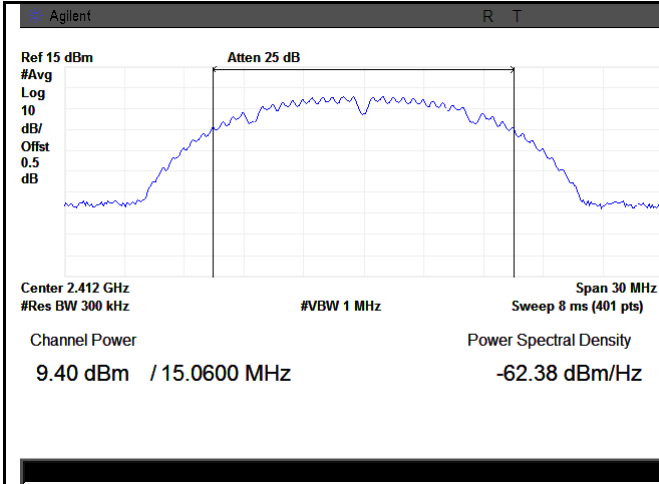 Agilent R T
Ref 15 dBm Atten 25 dB
#Avg
Log
10
dB/
Offst
0.5
dB
Center 2.412 GHz Span 30 MHz
#Res BW 300 kHz #VBW 1 MHz Sweep 8 ms (401 pts)
Channel Power Power Spectral Density
9.40 dBm / 15.0600 MHz -62.38 dBm/Hz